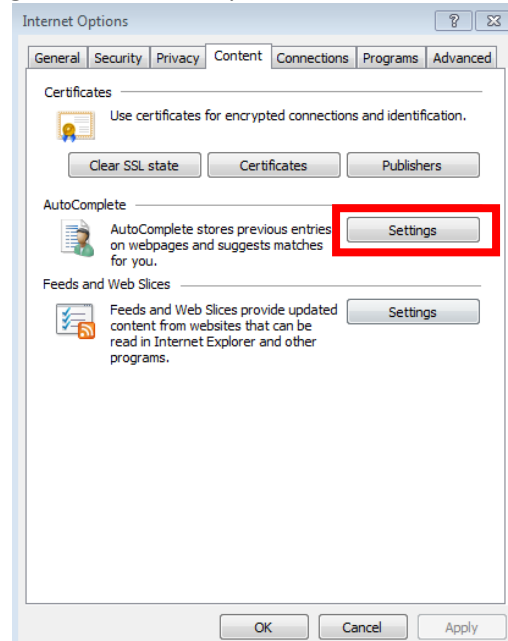 Internet Options
General Security Privacy Content Connections Programs Advanced
Certificates
Use certificates for encrypted connections and identification.
Clear SSL state Certificates Publishers
AutoComplete
AutoComplete stores previous entries
on webpages and suggests matches
for you.
Settings
Feeds and Web Slices
Feeds and Web Slices provide updated
content from websites that can be
read in Internet Explorer and other
programs.
Settings
OK Cancel Apply